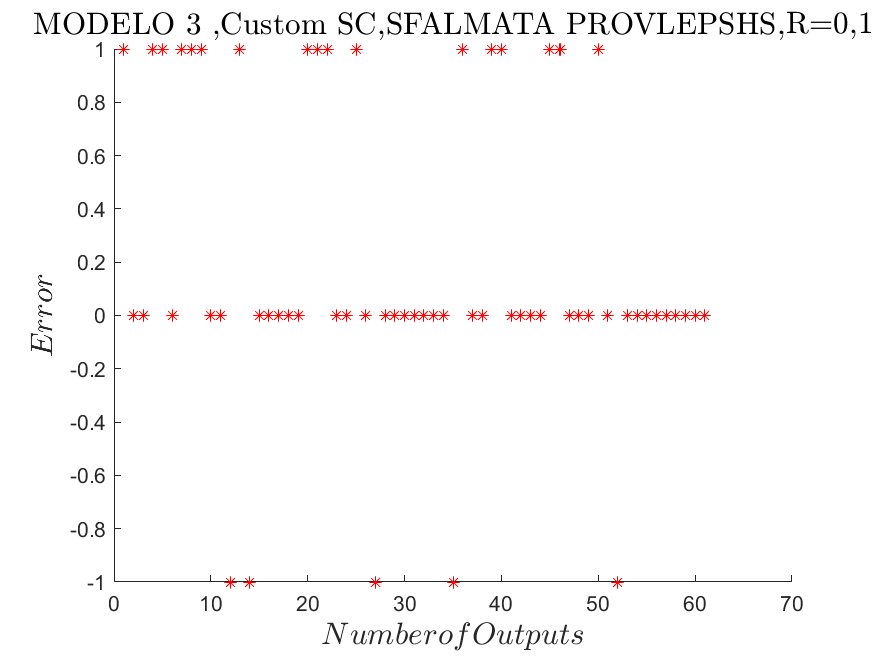 MODELO 3 ,Custom SC,SFALMATA PROVLEPSHS,R=0,1
1
0.8
0.6
0.4
0.2
0
-0.2
-0.4
-0.6
-0.8
-1
Error
0 10 20 30 40 50 60 70
NumberofOutputs